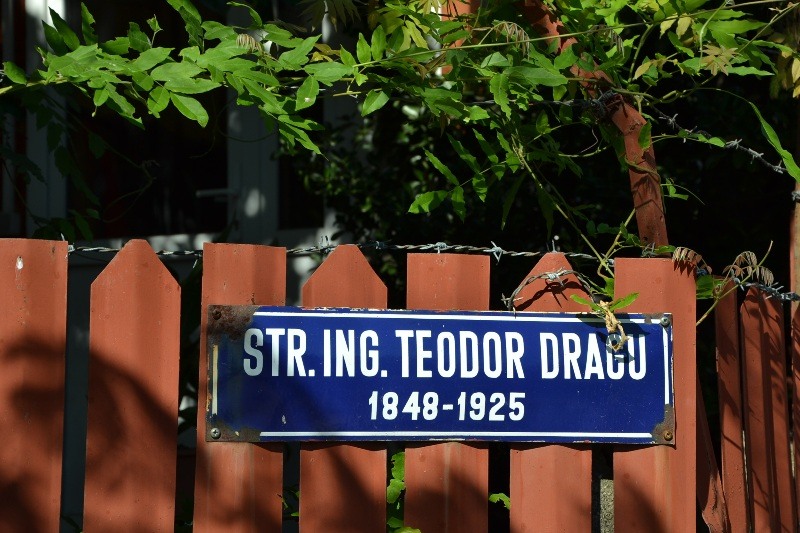 STR. ING. TEODOR DRAGU
1848-1925